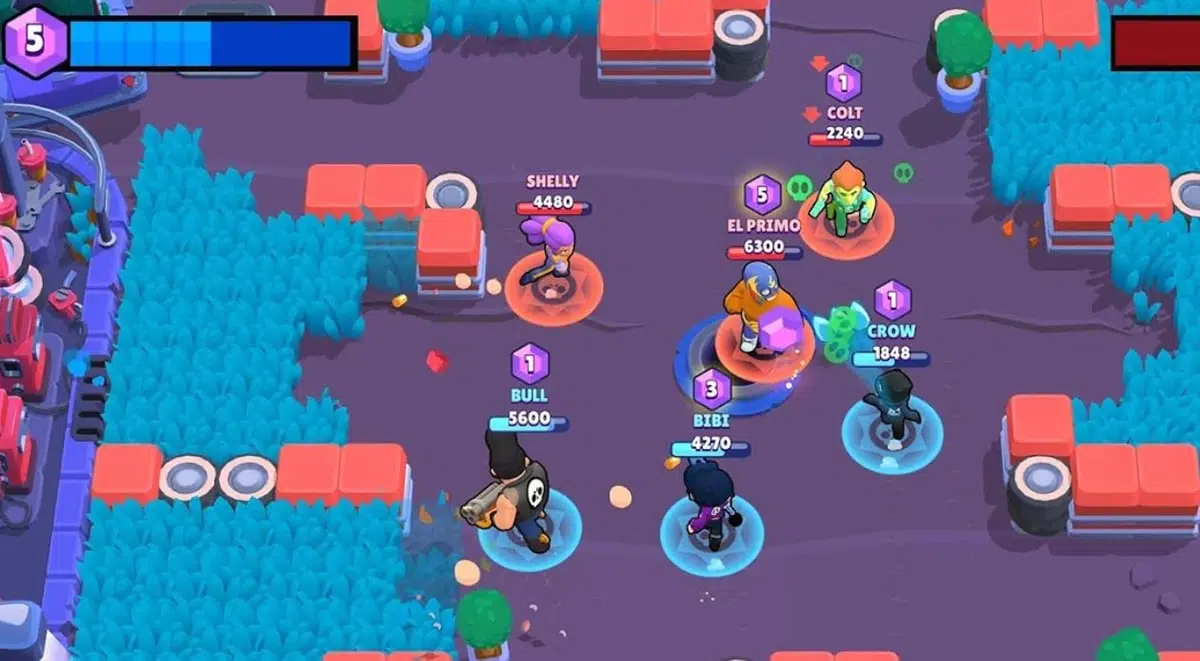 5
1
COLT
2240
SHELLY
4480
5
EL PRIMO
6300
1
CROW
1848
1
BULL
5600
3
BIBI
4270